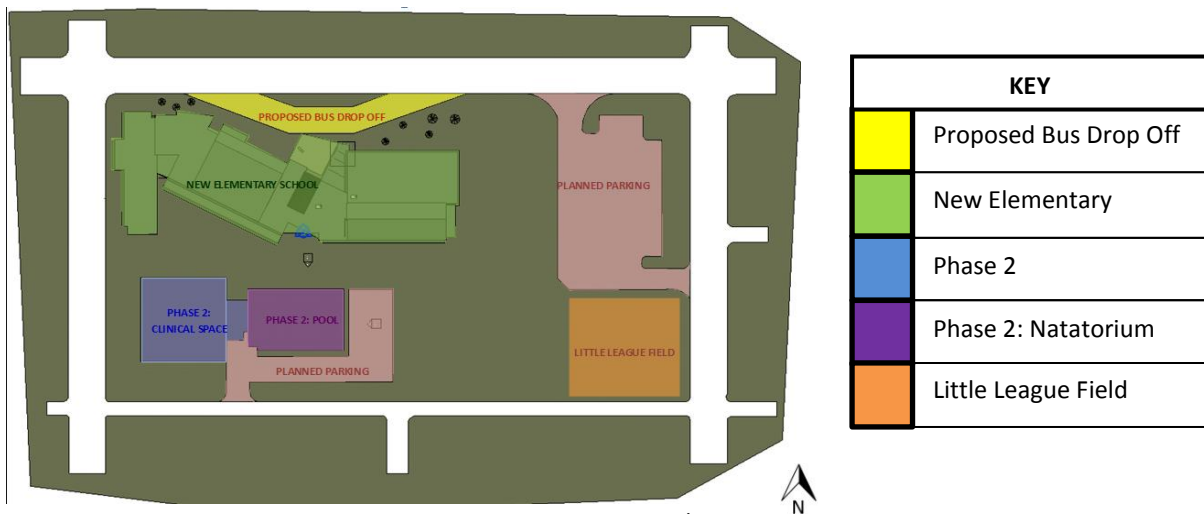 PROPOSED BUS DROP OFF
NEW ELEMENTARY SCHOOL
PLANNED PARKING
PHASE 2:
CLINICAL SPACE
PHASE 2: POOL
PLANNED PARKING
LITTLE LEAGUE FIELD
N
KEY
Proposed Bus Drop Off
New Elementary
Phase 2
Phase 2: Natatorium
Little League Field